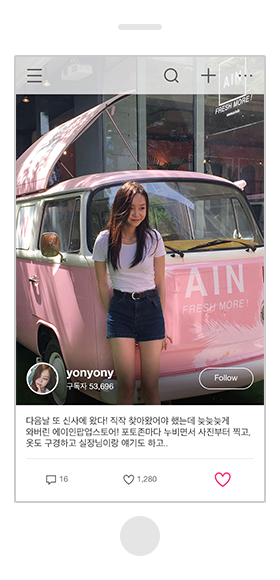 AIN
FRESH MORE!
AIN
FRESH MORE!
yonyony
구독자 53,696
Follow
다음날 또 신사에 왔다! 직작 찾아왔어야 했는데 늦늦늦게
와버린 에이인팝업스토어! 포토존마다 누비면서 사진부터 찍고,
옷도 구경하고 실장님이랑 얘기도 하고..
16
1,280